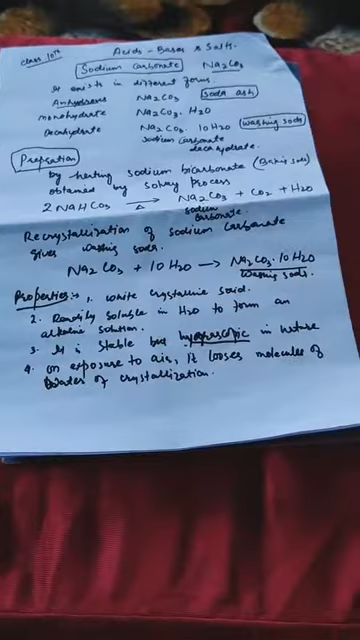 class 10th
Acids - Bases & Salts.
Sodium Carbonate Na2CO3
It exists in different forms.
Anhydrous Na2CO3 Soda ash
monohydrate Na2CO3. H2O
Decahydrate Na2CO3. 10H2O (washing soda)
sodium carbonate
decahydrate.
Prepration
by heating sodium bicarbonate (Baking soda)
obtained by solvay process
2NaHCO3 → Δ Na2CO3 + CO2 + H2O
sodium
carbonate.
Recrystallization of sodium carbonate
gives washing soda.
Na2CO3 + 10H2O → Na2CO3.10H2O
washing soda.
Properties:- 1. white crystalline solid.
2. Readily soluble in H2O to form an
alkaline solution.
3. It is stable but hygroscopic in nature
4. on exposure to air, it looses molecules of
water of crystallization.